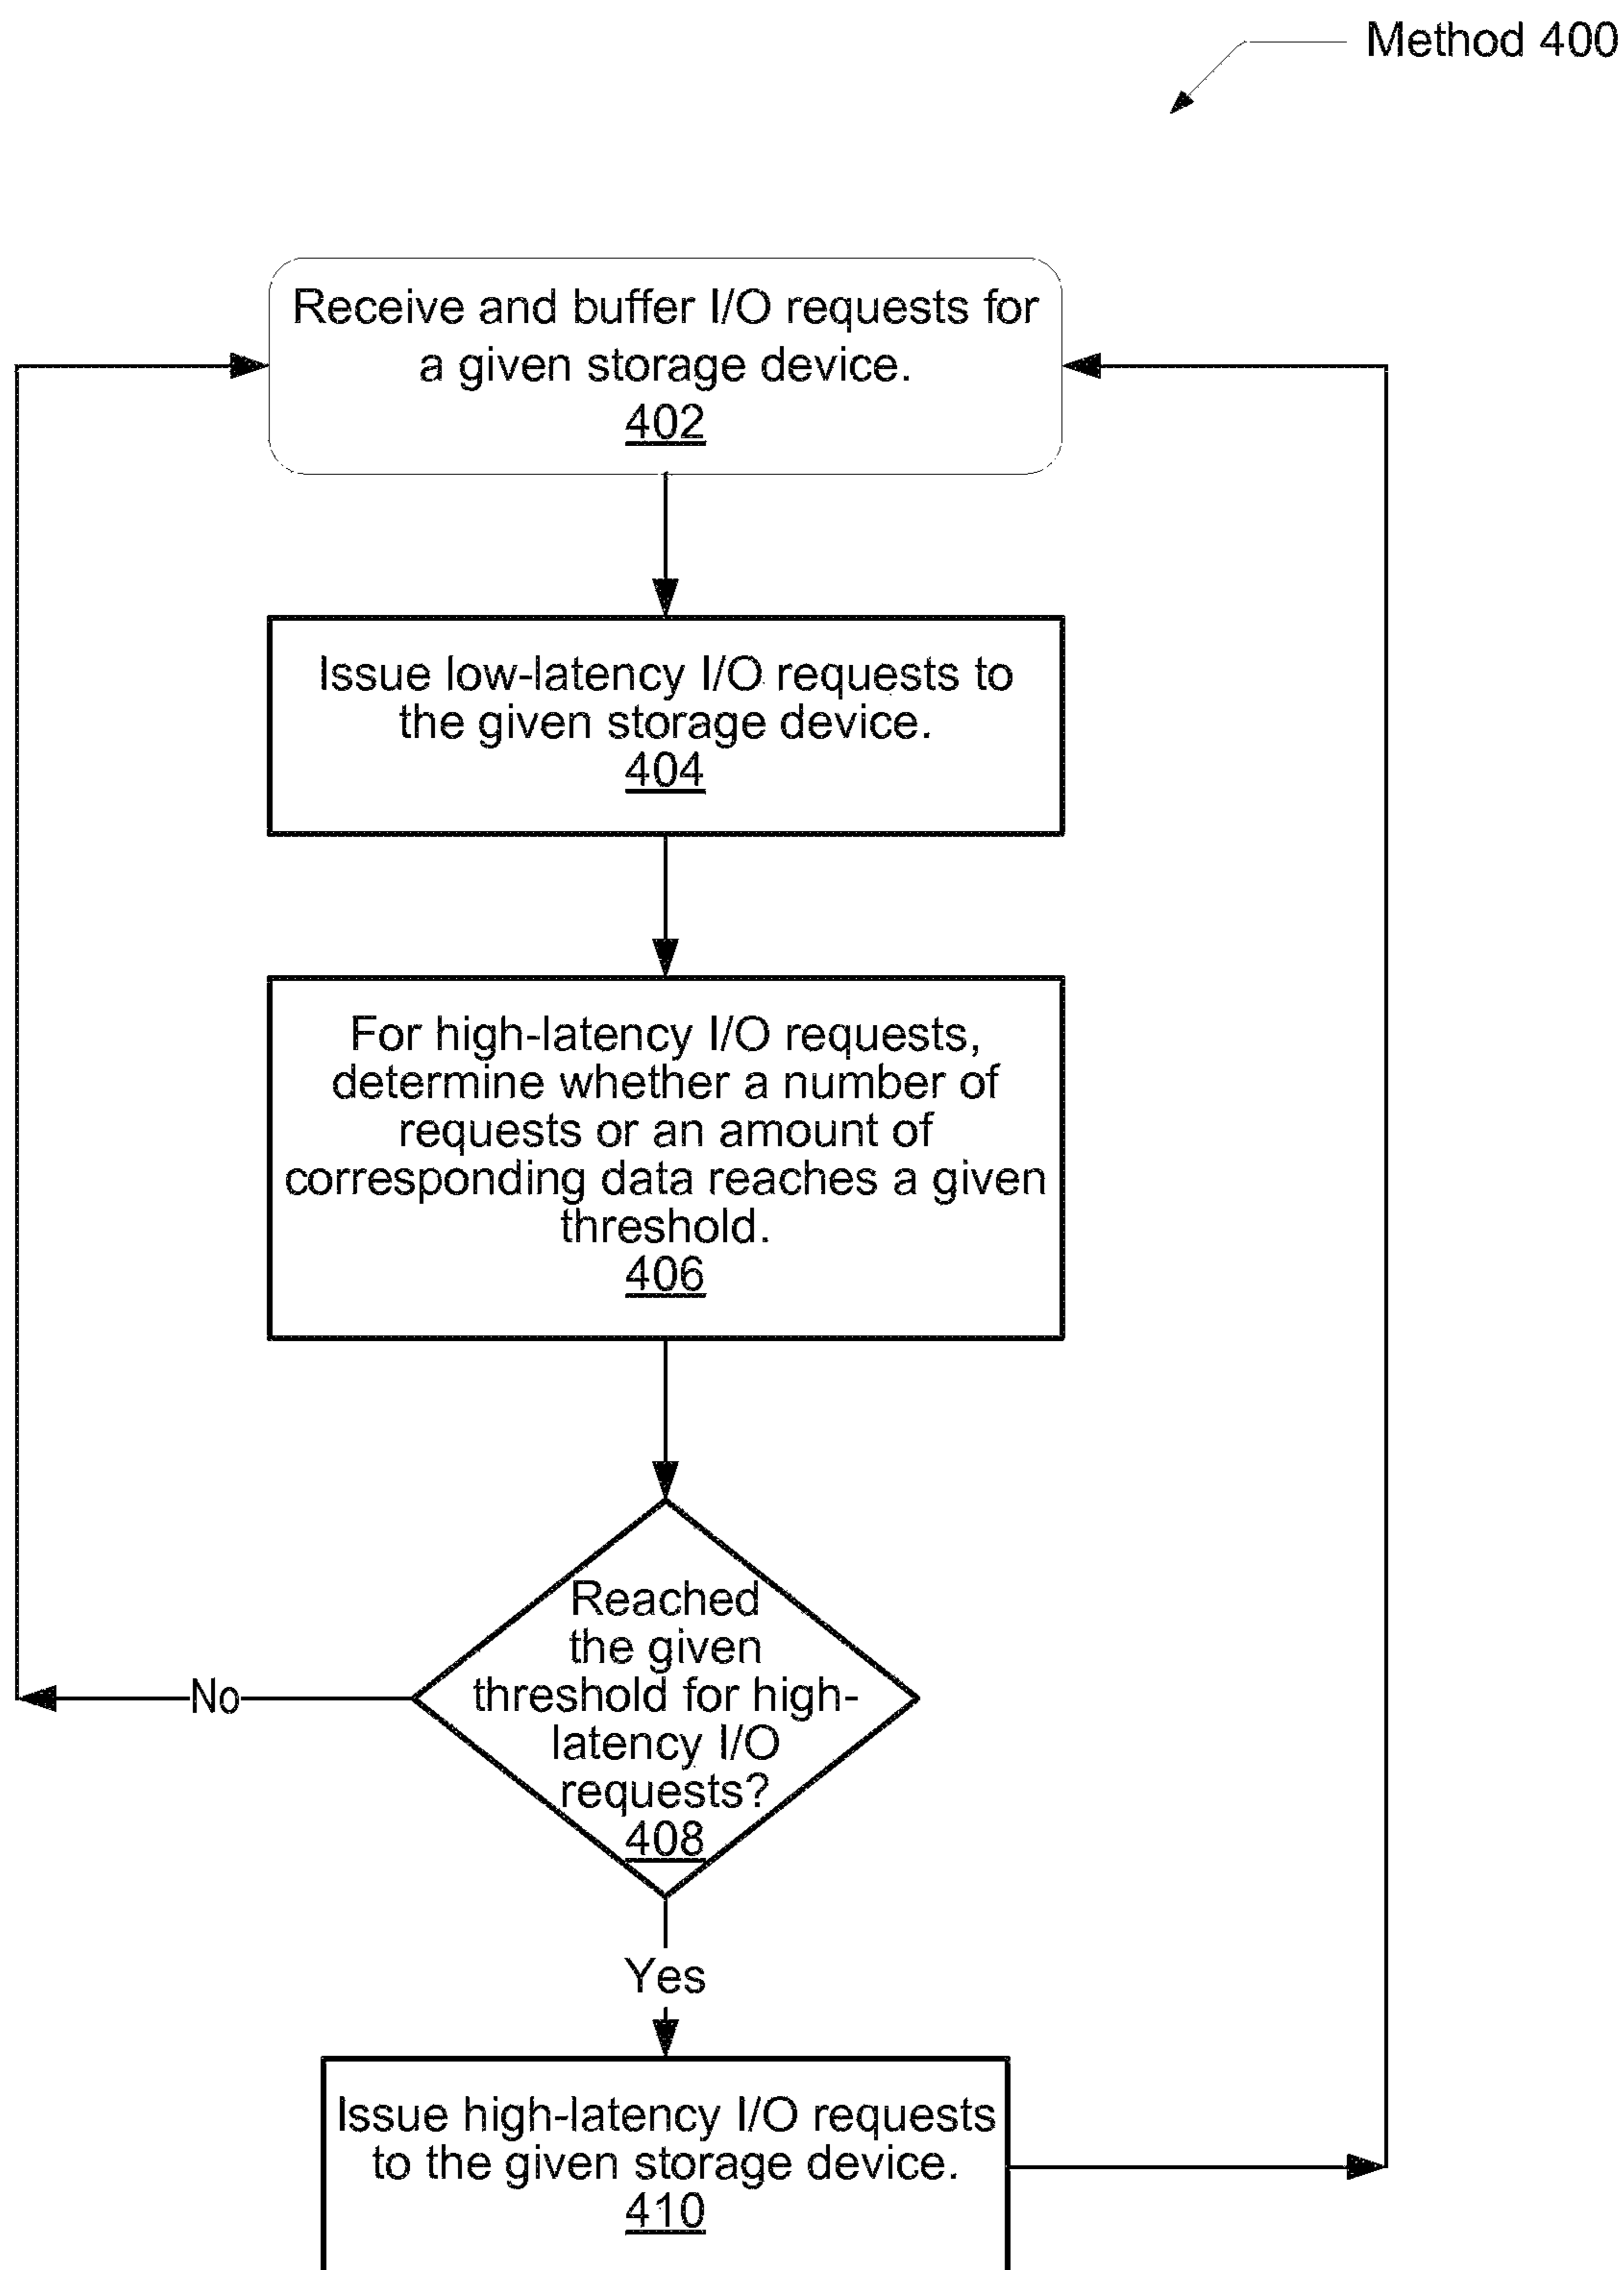 Method 400
Receive and buffer I/O requests for
a given storage device.
402
Issue low-latency I/O requests to
the given storage device.
404
For high-latency I/O requests,
determine whether a number of
requests or an amount of
corresponding data reaches a given
threshold.
406
Reached
the given
threshold for high-
latency I/O
requests?
408
No
Yes
Issue high-latency I/O requests
to the given storage device.
410